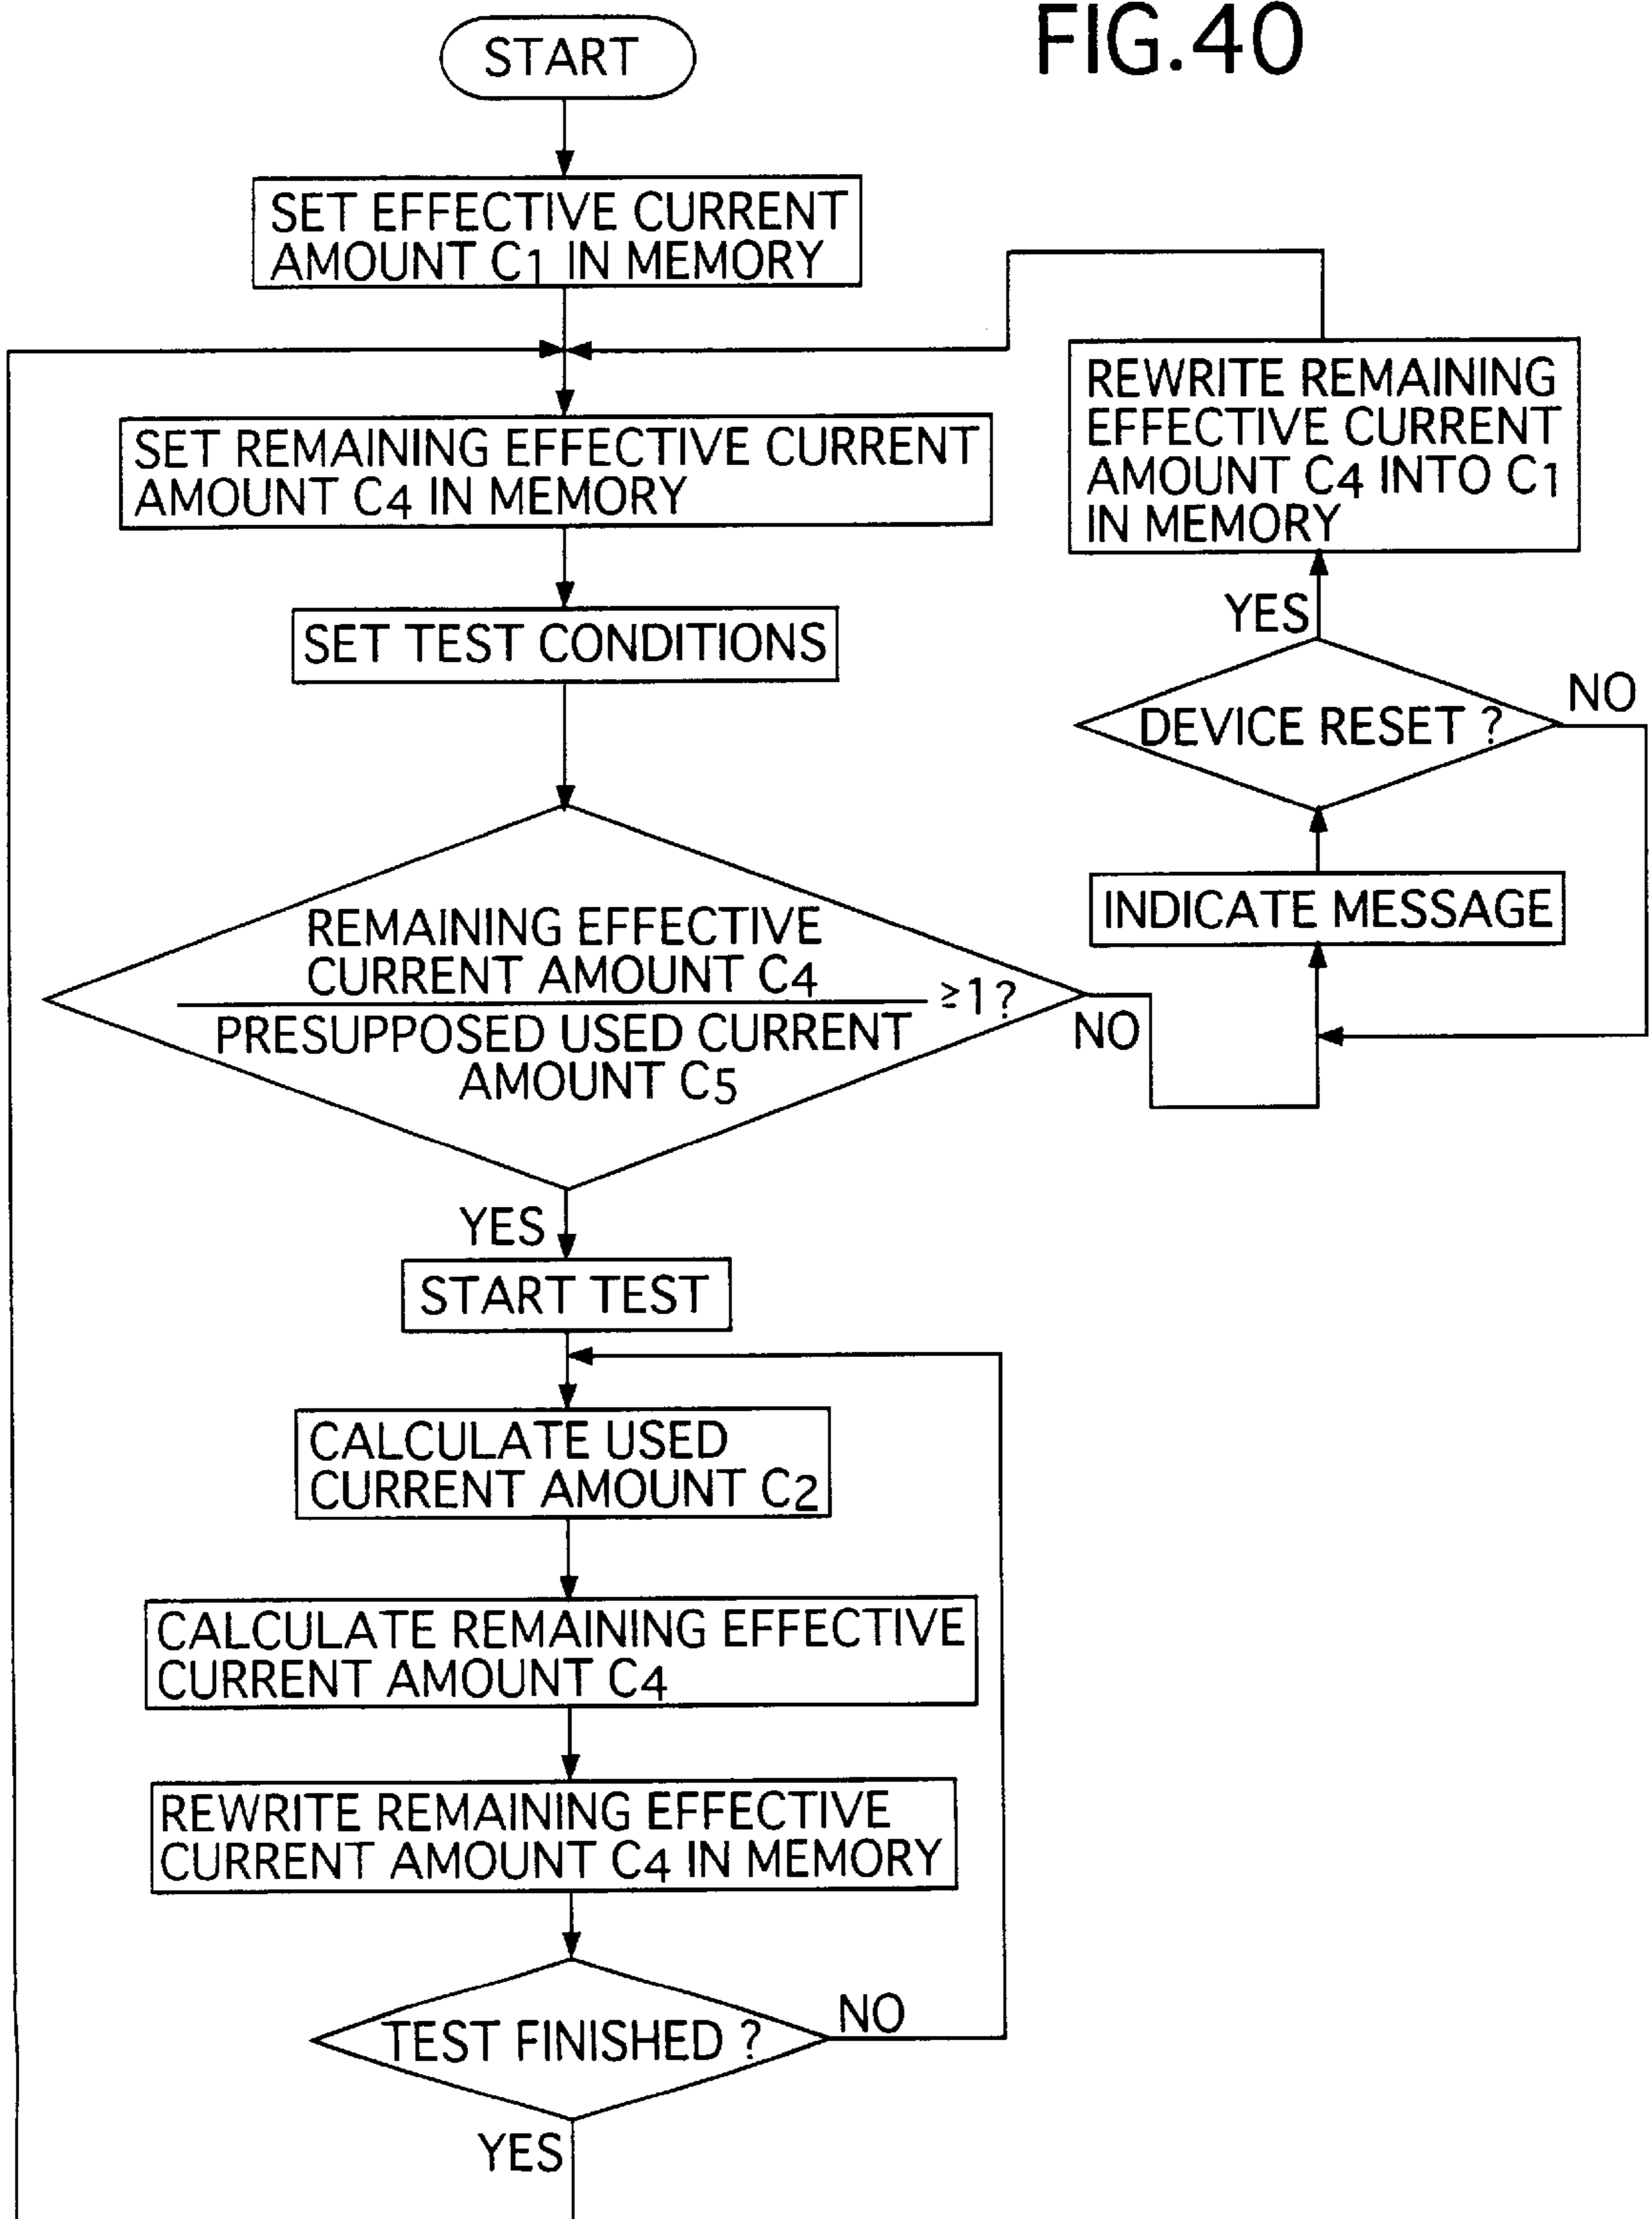 FIG.40
START
SET EFFECTIVE CURRENT
AMOUNT C1 IN MEMORY
SET REMAINING EFFECTIVE CURRENT
AMOUNT C4 IN MEMORY
SET TEST CONDITIONS
REMAINING EFFECTIVE
CURRENT AMOUNT C4
≥1?
PRESUPPOSED USED CURRENT
AMOUNT C5
NO
YES
REWRITE REMAINING
EFFECTIVE CURRENT
AMOUNT C4 INTO C1
IN MEMORY
YES
DEVICE RESET ?
NO
INDICATE MESSAGE
START TEST
CALCULATE USED
CURRENT AMOUNT C2
CALCULATE REMAINING EFFECTIVE
CURRENT AMOUNT C4
REWRITE REMAINING EFFECTIVE
CURRENT AMOUNT C4 IN MEMORY
TEST FINISHED ?
NO
YES